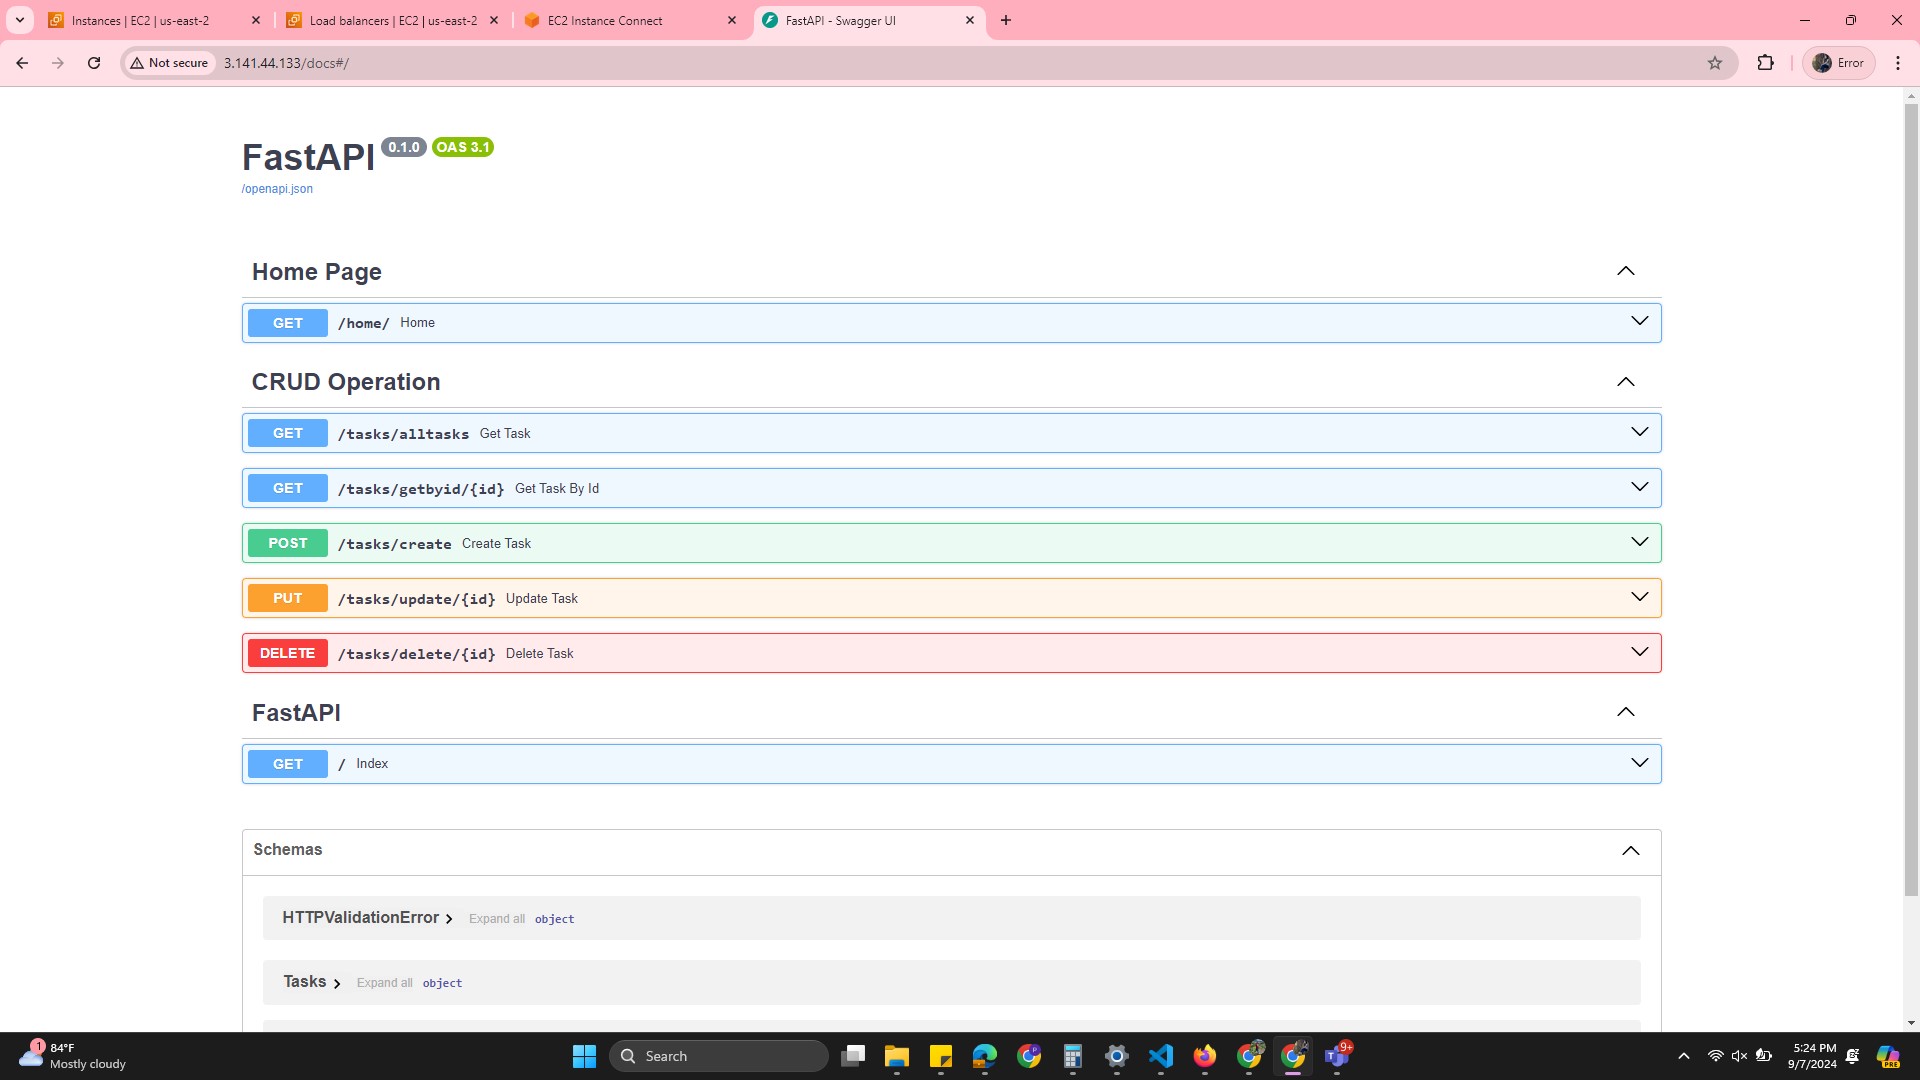 Instances | EC2 | us-east-2
Load balancers | EC2 | us-east-2
EC2 Instance Connect
FastAPI - Swagger UI
Not secure
3.141.44.133/docs#/
Error
FastAPI 0.1.0 OAS 3.1
/openapi.json
Home Page
GET /home/ Home
CRUD Operation
GET /tasks/alltasks Get Task
GET /tasks/getbyid/{id} Get Task By Id
POST /tasks/create Create Task
PUT /tasks/update/{id} Update Task
DELETE /tasks/delete/{id} Delete Task
FastAPI
GET / Index
Schemas
HTTPValidationError Expand all object
Tasks Expand all object
1
84°F
Mostly cloudy
Search
9+
5:24 PM
9/7/2024
PRE